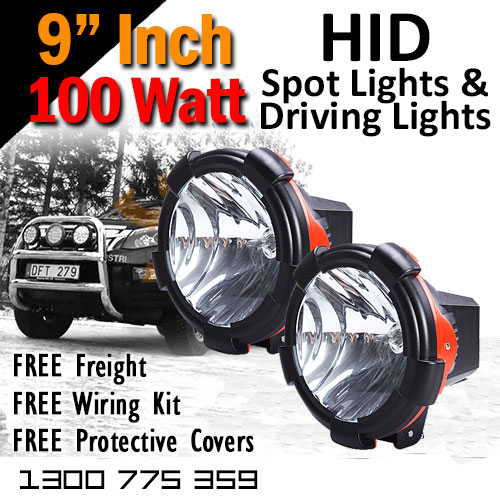 9” Inch
100 Watt
HID
Spot Lights &
Driving Lights
DFT 279
STRI
FREE Freight
FREE Wiring Kit
FREE Protective Covers
1300 775 359